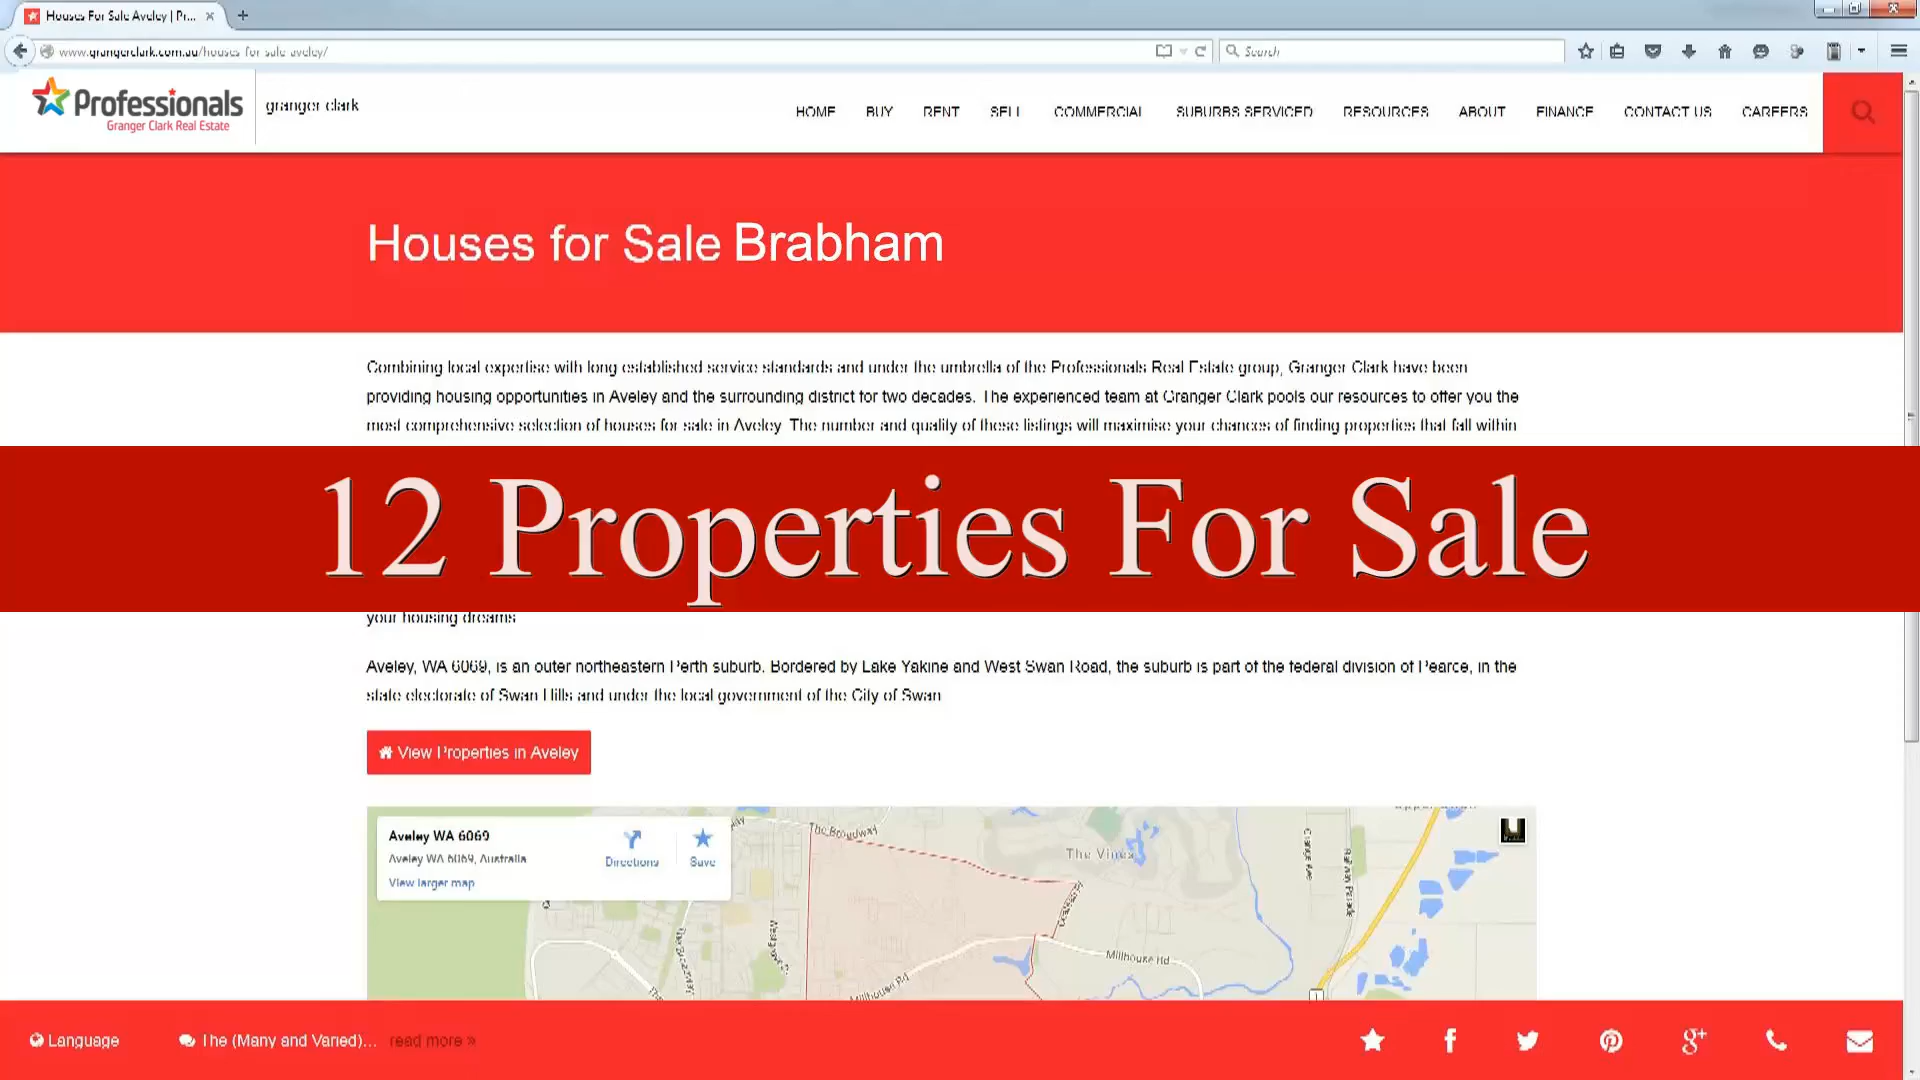 Houses For Sale Aveley | Pr...
www.grangerclark.com.au/houses-for-sale-aveley/
Search
Professionals
Granger Clark Real Estate
granger clark
HOME BUY RENT SELL COMMERCIAL SUBURBS SERVICED RESOURCES ABOUT FINANCE CONTACT US CAREERS
Houses for Sale Brabham
Combining local expertise with long established service standards and under the umbrella of the Professionals Real Estate group, Granger Clark have been
providing housing opportunities in Aveley and the surrounding district for two decades. The experienced team at Granger Clark pools our resources to offer you the
most comprehensive selection of houses for sale in Aveley. The number and quality of these listings will maximise your chances of finding properties that fall within
12 Properties For Sale
your housing dreams.
Aveley, WA 6069, is an outer northeastern Perth suburb. Bordered by Lake Yakine and West Swan Road, the suburb is part of the federal division of Pearce, in the
state electorate of Swan Hills and under the local government of the City of Swan.
View Properties in Aveley
Aveley WA 6069
Aveley WA 6069, Australia
View larger map
Directions
Save
The Broadway
The Vines
Railway Parade
Millhouse Rd
Millhouse Rd
Language
The (Many and Varied)... read more »